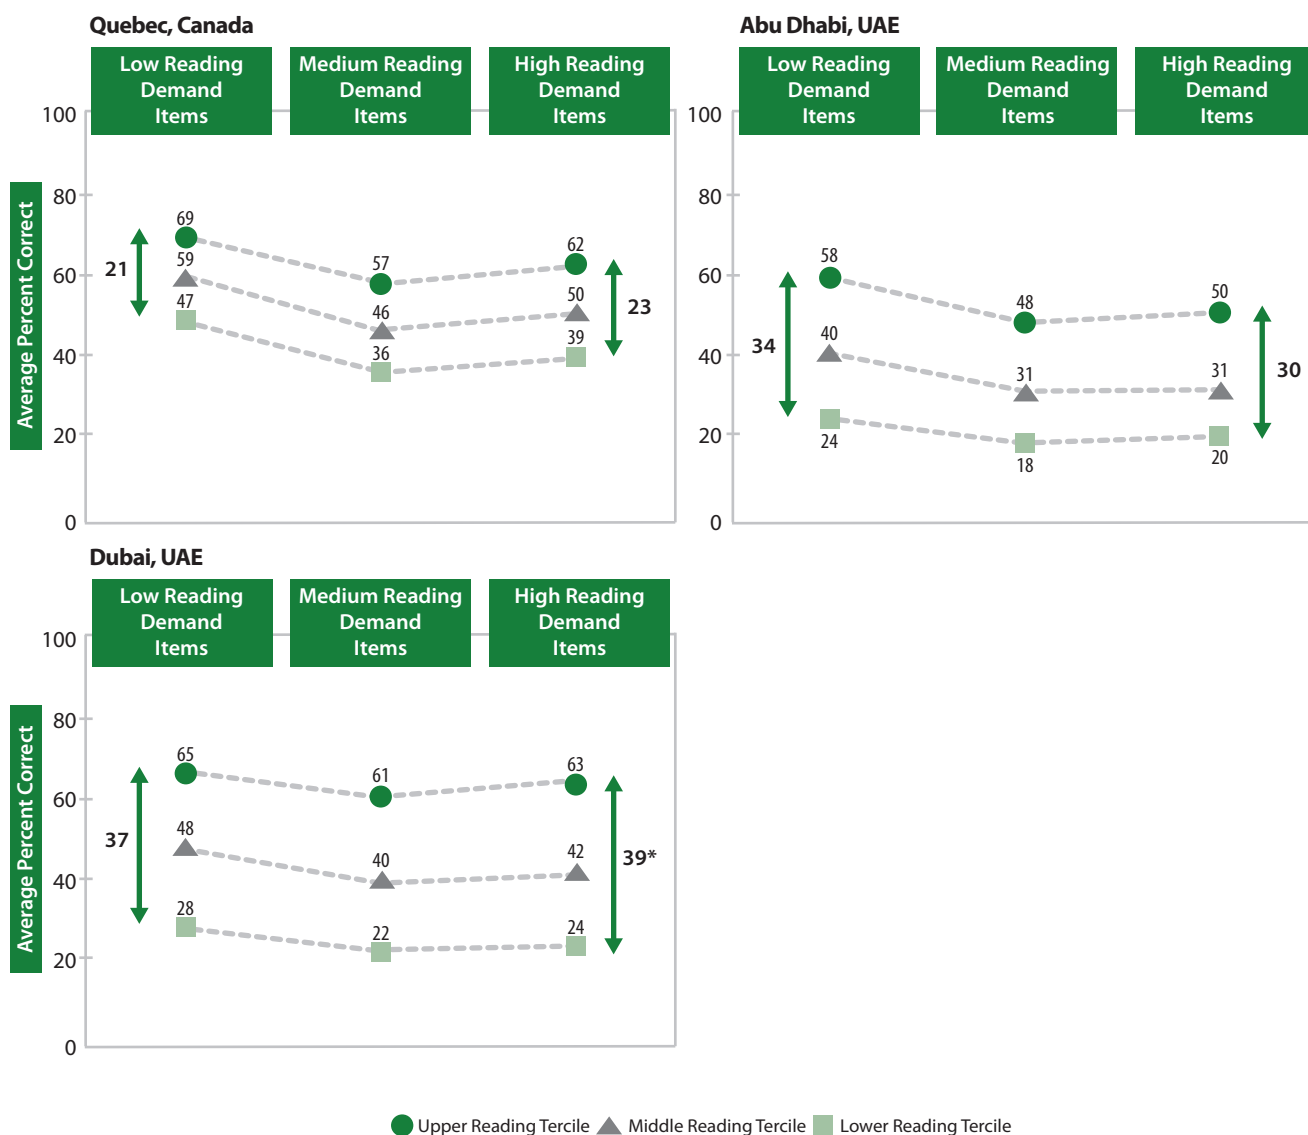 Quebec, Canada
Low Reading
Demand
Items
Medium Reading
Demand
Items
High Reading
Demand
Items
Average Percent Correct
100
80
60
40
20
0
69
59
47
57
46
36
62
50
39
21
23
Abu Dhabi, UAE
Low Reading
Demand
Items
Medium Reading
Demand
Items
High Reading
Demand
Items
100
80
60
40
20
0
58
40
24
48
31
18
50
31
20
34
30
Dubai, UAE
Low Reading
Demand
Items
Medium Reading
Demand
Items
High Reading
Demand
Items
Average Percent Correct
100
80
60
40
20
0
65
48
28
61
40
22
63
42
24
37
39*
Upper Reading Tercile Middle Reading Tercile Lower Reading Tercile